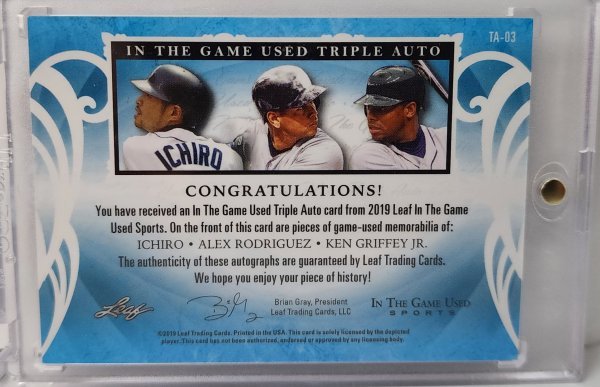 TA-03
IN THE GAME USED TRIPLE AUTO
ICHIRO
CONGRATULATIONS!
You have received an In The Game Used Triple Auto card from 2019 Leaf In The Game
Used Sports. On the front of this card are pieces of game-used memorabilia of:
ICHIRO • ALEX RODRIGUEZ • KEN GRIFFEY JR.
The authenticity of these autographs are guaranteed by Leaf Trading Cards.
We hope you enjoy your piece of history!
Leaf
Brian Gray, President
Leaf Trading Cards, LLC
IN THE GAME USED
SPORTS
©2019 Leaf Trading Cards. Printed in the USA. This card is solely licensed by the depicted
player. This card has not been authorized, endorsed or approved by any licensing body.